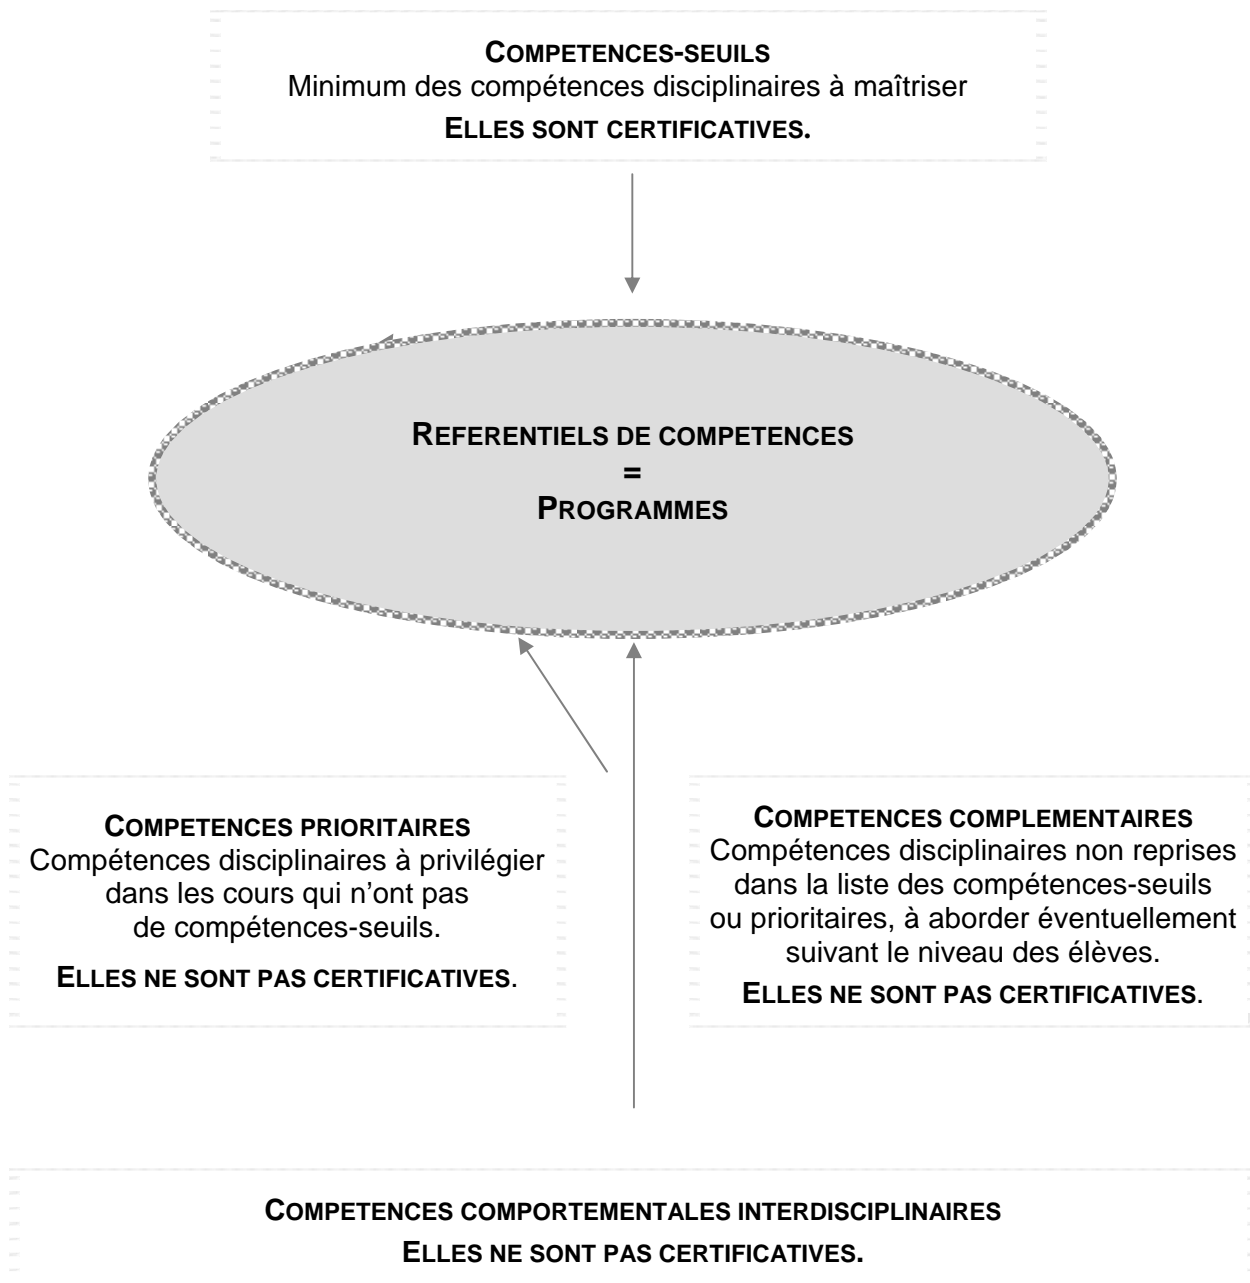 COMPETENCES-SEUILS
Minimum des compétences disciplinaires à maîtriser
ELLES SONT CERTIFICATIVES.
REFERENTIELS DE COMPETENCES
=
PROGRAMMES
COMPETENCES PRIORITAIRES
Compétences disciplinaires à privilégier
dans les cours qui n'ont pas
de compétences-seuils.
ELLES NE SONT PAS CERTIFICATIVES.
COMPETENCES COMPLEMENTAIRES
Compétences disciplinaires non reprises
dans la liste des compétences-seuils
ou prioritaires, à aborder éventuellement
suivant le niveau des élèves.
ELLES NE SONT PAS CERTIFICATIVES.
COMPETENCES COMPORTEMENTALES INTERDISCIPLINAIRES
ELLES NE SONT PAS CERTIFICATIVES.